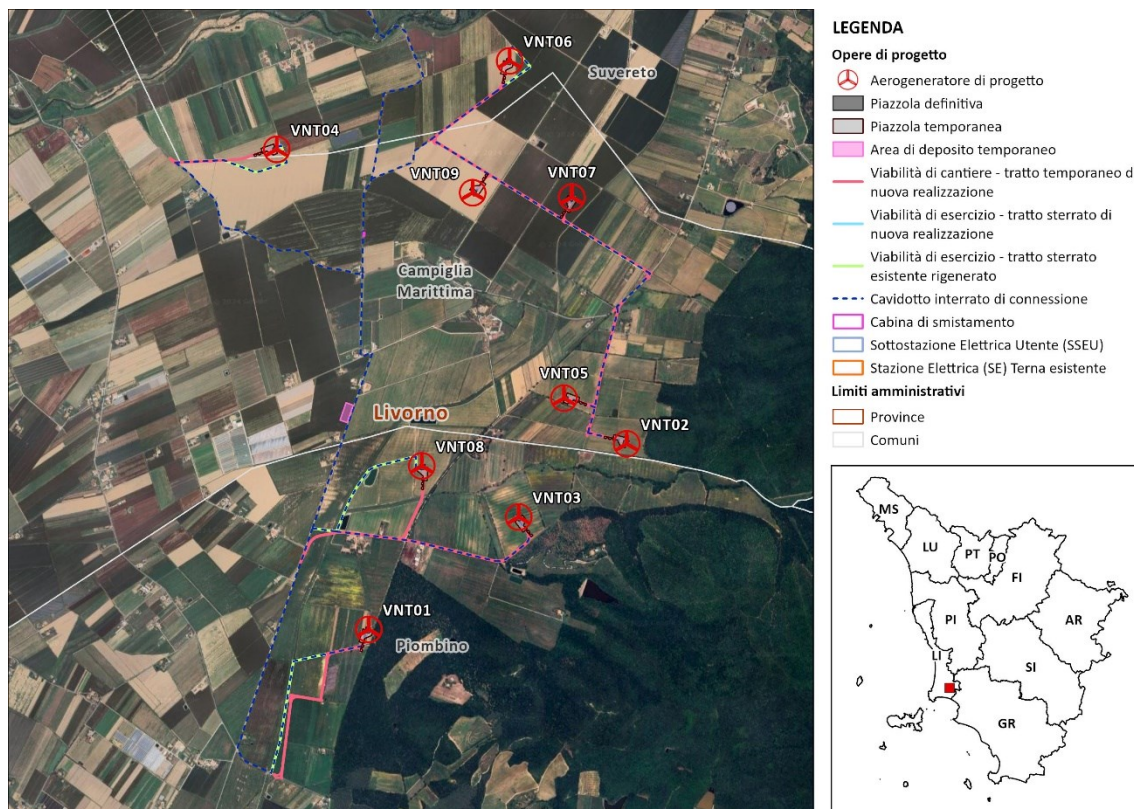 VNT06
Suvereto
VNT04
VNT09
VNT07
Campiglia
Marittima
VNT05
Livorno
VNT02
VNT08
VNT03
VNT01
Piombino
LEGENDA
Opere di progetto
Aerogeneratore di progetto
Piazzola definitiva
Piazzola temporanea
Area di deposito temporaneo
Viabilità di cantiere - tratto temporaneo d
nuova realizzazione
Viabilità di esercizio - tratto sterrato di
nuova realizzazione
Viabilità di esercizio - tratto sterrato
esistente rigenerato
Cavidotto interrato di connessione
Cabina di smistamento
Sottostazione Elettrica Utente (SSEU)
Stazione Elettrica (SE) Terna esistente
Limiti amministrativi
Province
Comuni
MS
LU
PT
PO
FI
PI
AR
LI
SI
GR